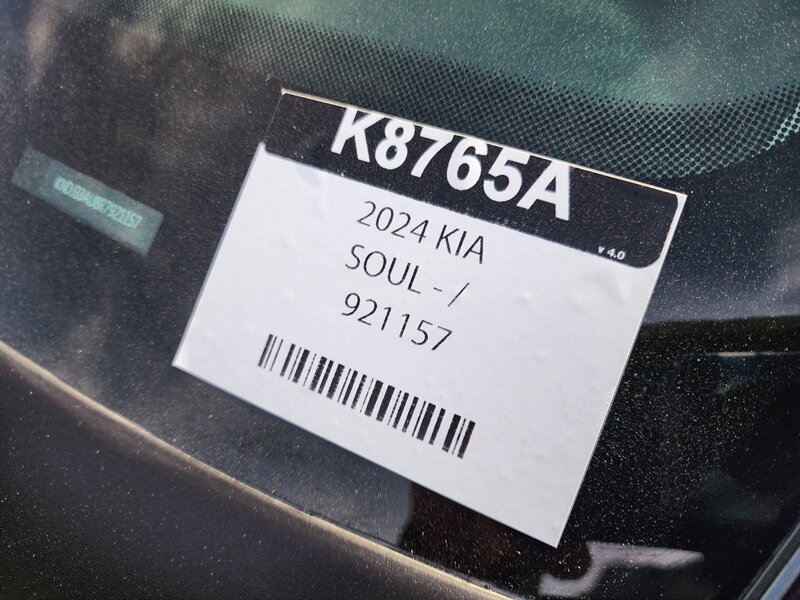 K8765A
v 4.0
2024 KIA
SOUL - /
921157